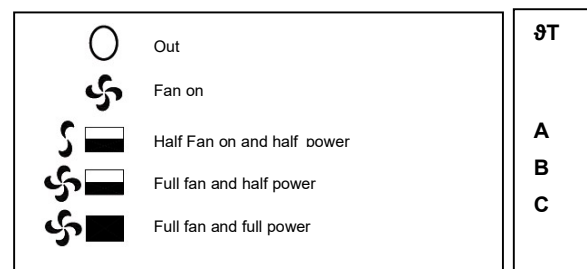 Out
Fan on
Half Fan on and half power
Full fan and half power
Full fan and full power
ϑT
A
B
C